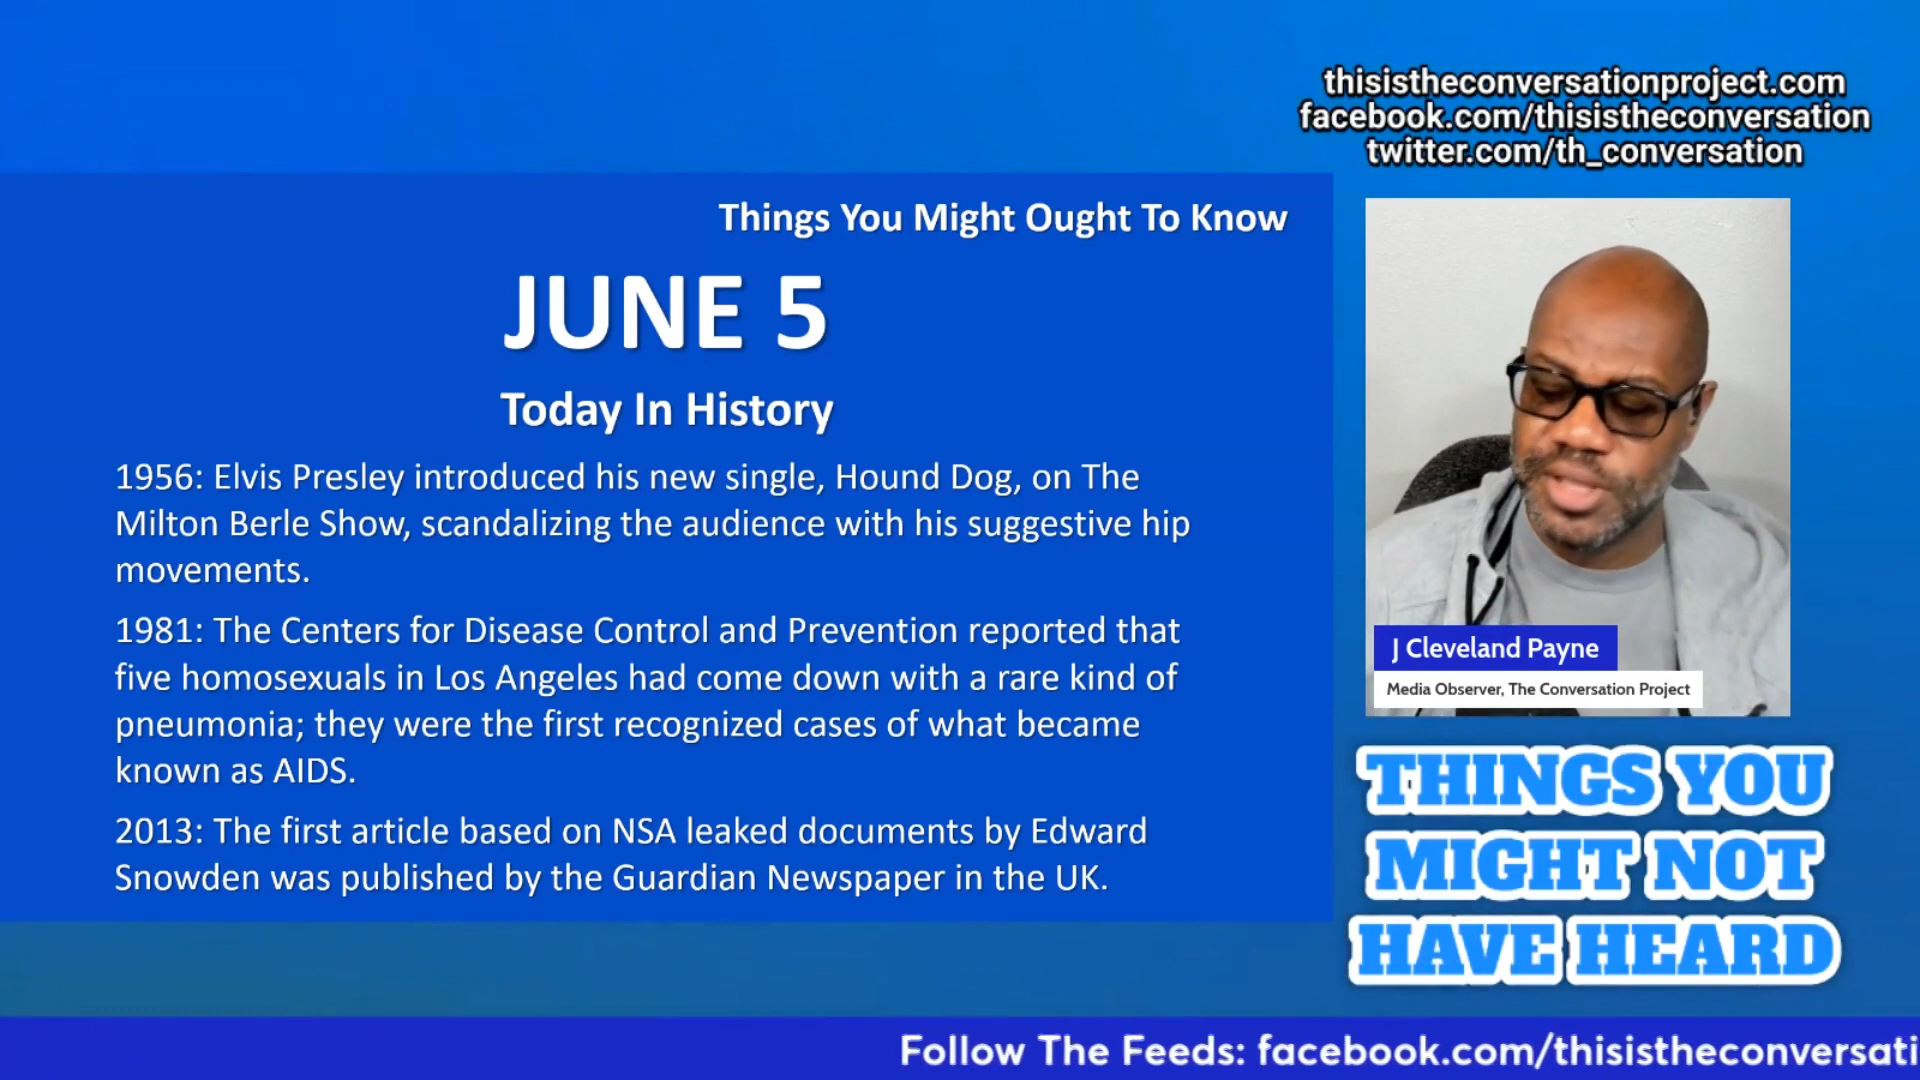 thisistheconversationproject.com
facebook.com/thisistheconversation
twitter.com/th_conversation
Things You Might Ought To Know
JUNE 5
Today In History
1956: Elvis Presley introduced his new single, Hound Dog, on The
Milton Berle Show, scandalizing the audience with his suggestive hip
movements.
1981: The Centers for Disease Control and Prevention reported that
five homosexuals in Los Angeles had come down with a rare kind of
pneumonia; they were the first recognized cases of what became
known as AIDS.
2013: The first article based on NSA leaked documents by Edward
Snowden was published by the Guardian Newspaper in the UK.
J Cleveland Payne
Media Observer, The Conversation Project
THINGS YOU
MIGHT NOT
HAVE HEARD
Follow The Feeds: facebook.com/thisistheconversati